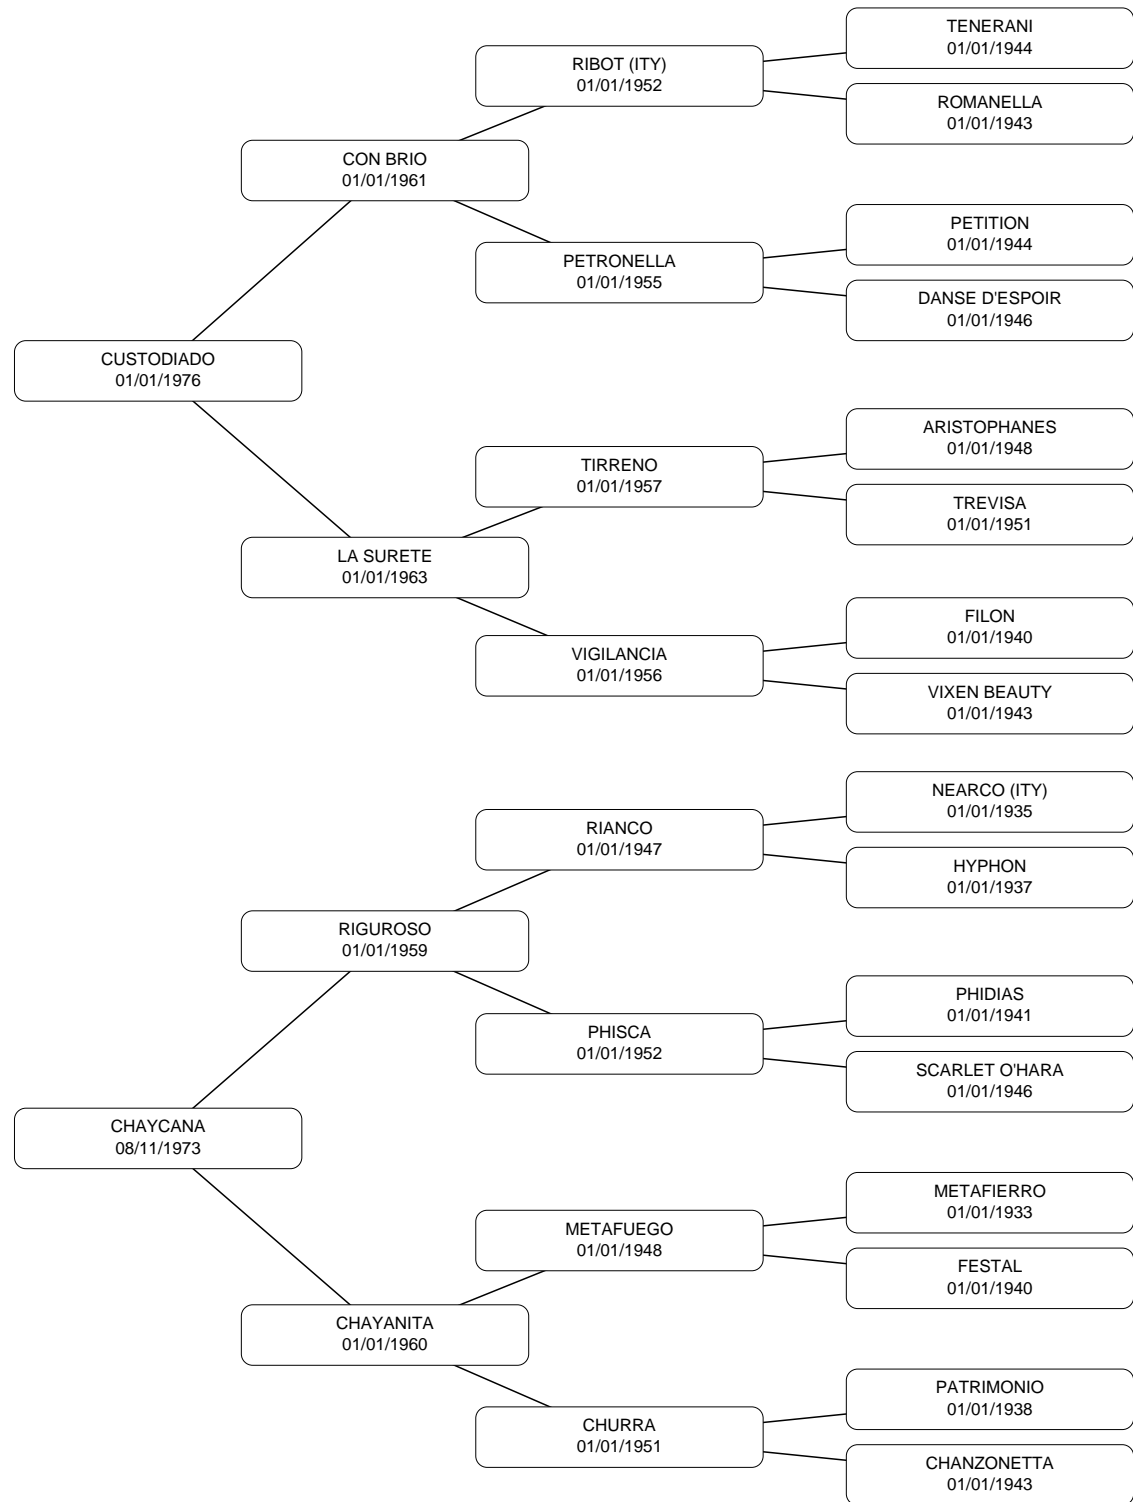 TENERANI
01/01/1944
RIBOT (ITY)
01/01/1952
ROMANELLA
01/01/1943
CON BRIO
01/01/1961
PETITION
01/01/1944
PETRONELLA
01/01/1955
DANSE D'ESPOIR
01/01/1946
CUSTODIADO
01/01/1976
ARISTOPHANES
01/01/1948
TIRRENO
01/01/1957
TREVISA
01/01/1951
LA SURETE
01/01/1963
FILON
01/01/1940
VIGILANCIA
01/01/1956
VIXEN BEAUTY
01/01/1943
NEARCO (ITY)
01/01/1935
RIANCO
01/01/1947
HYPHON
01/01/1937
RIGUROSO
01/01/1959
PHIDIAS
01/01/1941
PHISCA
01/01/1952
SCARLET O'HARA
01/01/1946
CHAYCANA
08/11/1973
METAFIERRO
01/01/1933
METAFUEGO
01/01/1948
FESTAL
01/01/1940
CHAYANITA
01/01/1960
PATRIMONIO
01/01/1938
CHURRA
01/01/1951
CHANZONETTA
01/01/1943